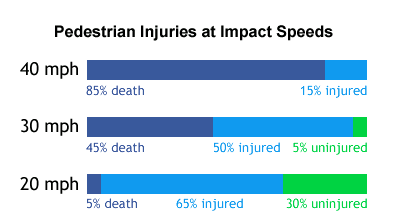 Pedestrian Injuries at Impact Speeds
40 mph
85% death 15% injured
30 mph
45% death 50% injured 5% uninjured
20 mph
5% death 65% injured 30% uninjured